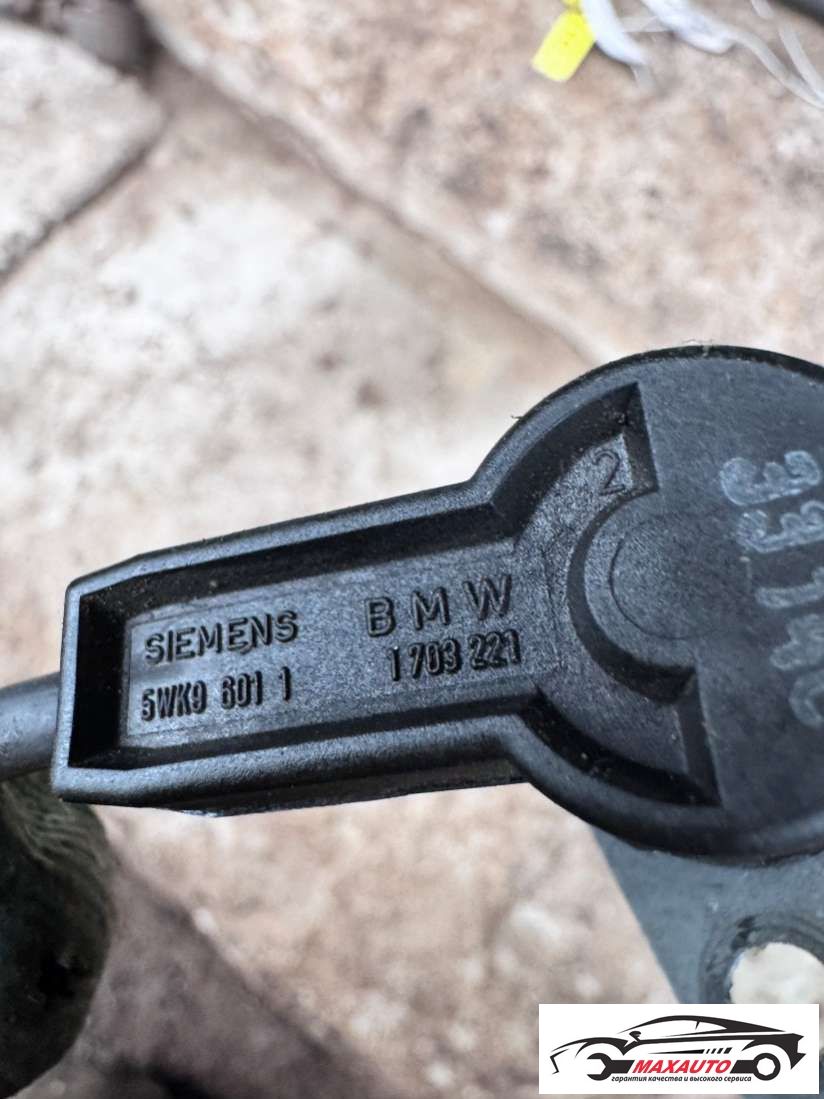 2
SIEMENS BMW
5WK9 601 1 1 703 221
MAXAUTO
гарантия качества и высокого сервиса